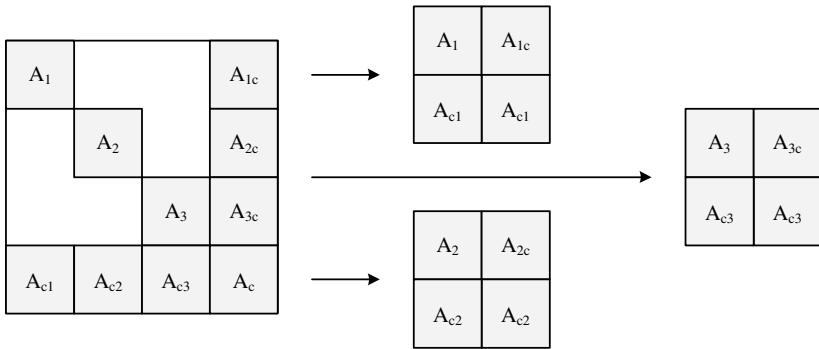 A₁ A₁c
A₂ A₂c
A₃ A₃c
Ac1 Ac2 Ac3 Ac
A₁ A₁c
Ac1 Ac1
A₂ A₂c
Ac2 Ac2
A₃ A₃c
Ac3 Ac3